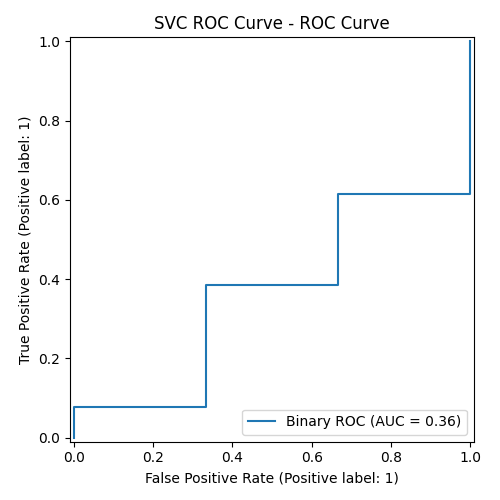 SVC ROC Curve - ROC Curve
1.0
0.8
0.6
0.4
0.2
0.0
True Positive Rate (Positive label: 1)
Binary ROC (AUC = 0.36)
0.0 0.2 0.4 0.6 0.8 1.0
False Positive Rate (Positive label: 1)